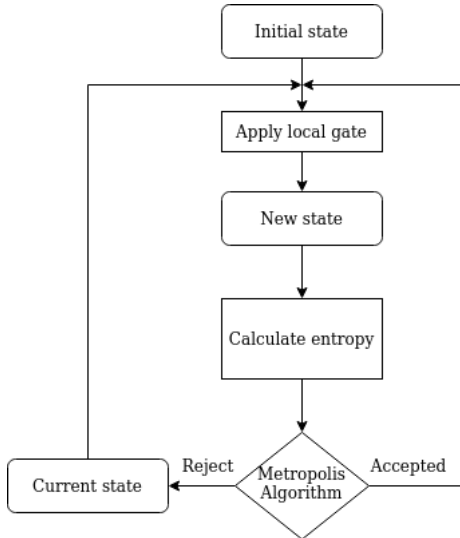 Initial state
Apply local gate
New state
Calculate entropy
Reject
Metropolis
Algorithm
Accepted
Current state